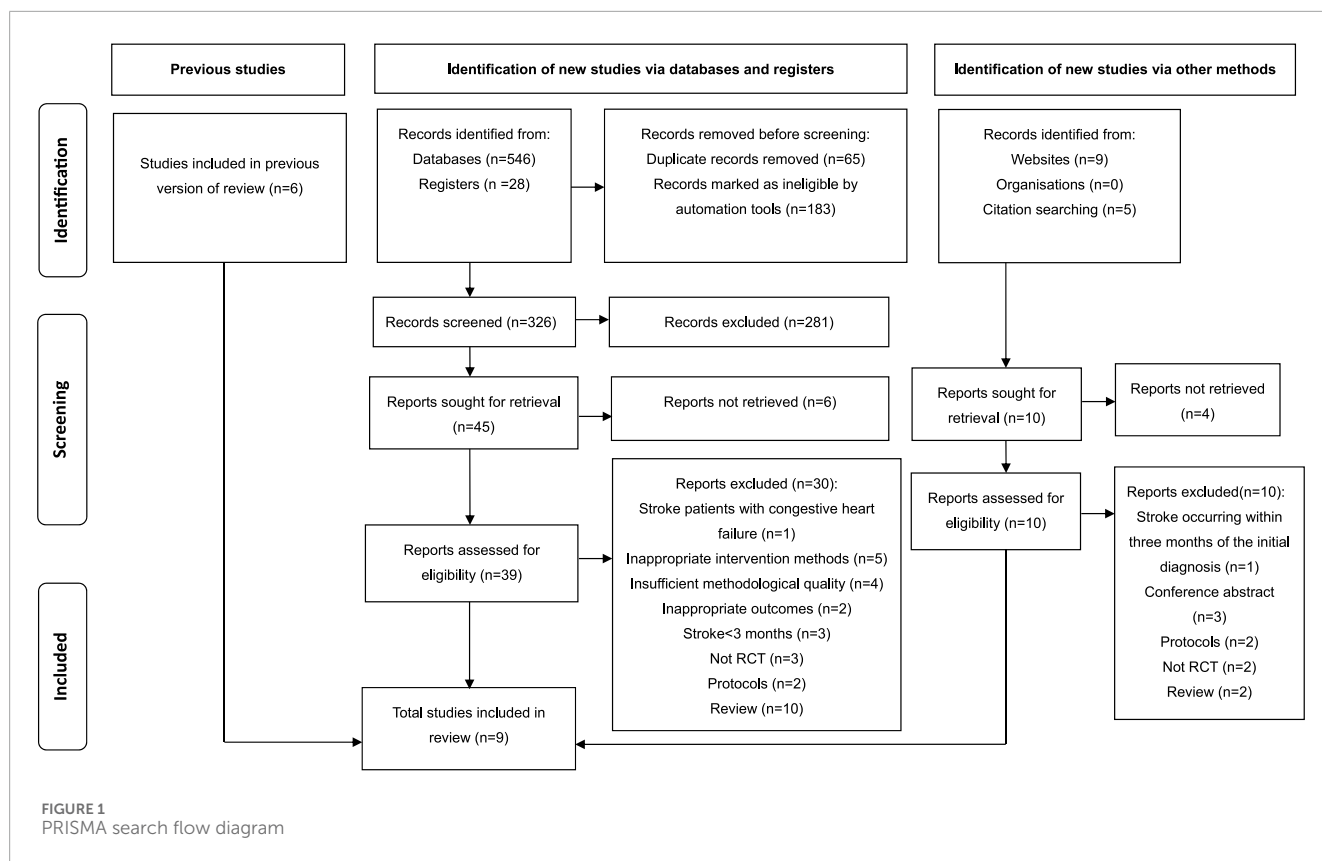 Previous studies
Identification of new studies via databases and registers
Identification of new studies via other methods
Identification
Studies included in previous
version of review (n=6)
Records identified from:
Databases (n=546)
Registers (n =28)
Records removed before screening:
Duplicate records removed (n=65)
Records marked as ineligible by
automation tools (n=183)
Records identified from:
Websites (n=9)
Organisations (n=0)
Citation searching (n=5)
Screening
Records screened (n=326)
Records excluded (n=281)
Reports sought for retrieval
(n=45)
Reports not retrieved (n=6)
Reports sought for
retrieval (n=10)
Reports not retrieved
(n=4)
Reports assessed for
eligibility (n=39)
Reports excluded (n=30):
Stroke patients with congestive heart
failure (n=1)
Inappropriate intervention methods (n=5)
Insufficient methodological quality (n=4)
Inappropriate outcomes (n=2)
Stroke<3 months (n=3)
Not RCT (n=3)
Protocols (n=2)
Review (n=10)
Reports assessed for
eligibility (n=10)
Reports excluded(n=10):
Stroke occurring within
three months of the initial
diagnosis (n=1)
Conference abstract
(n=3)
Protocols (n=2)
Not RCT (n=2)
Review (n=2)
Included
Total studies included in
review (n=9)
FIGURE 1
PRISMA search flow diagram